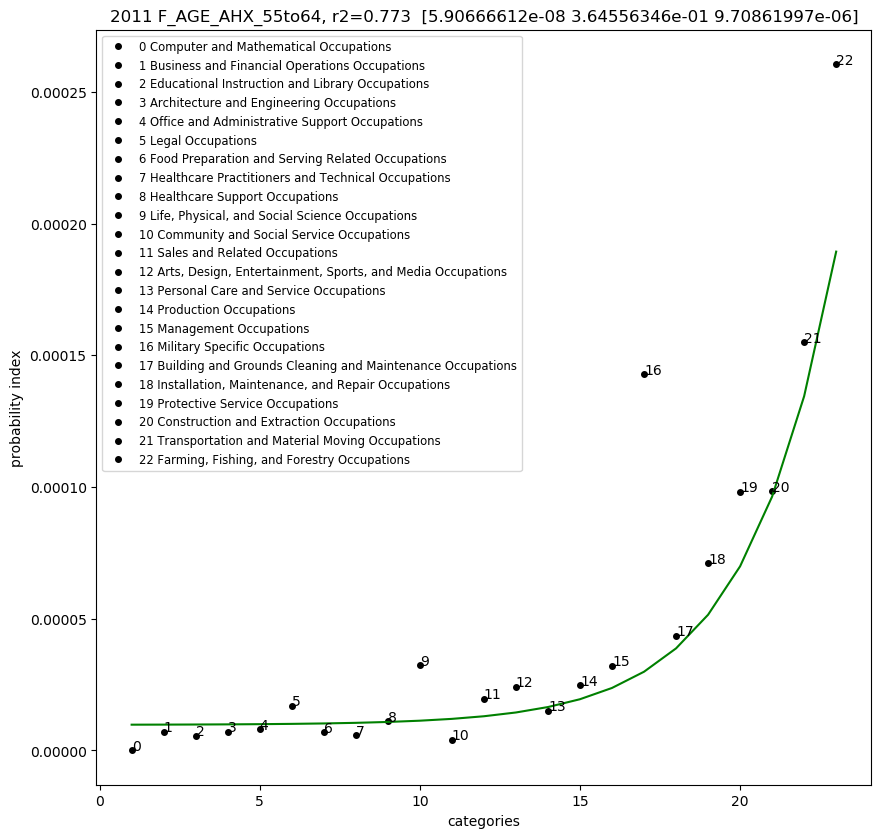 2011 F_AGE_AHX_55to64, r2=0.773 [5.90666612e-08 3.64556346e-01 9.70861997e-06]
0 Computer and Mathematical Occupations
1 Business and Financial Operations Occupations
2 Educational Instruction and Library Occupations
3 Architecture and Engineering Occupations
4 Office and Administrative Support Occupations
5 Legal Occupations
6 Food Preparation and Serving Related Occupations
7 Healthcare Practitioners and Technical Occupations
8 Healthcare Support Occupations
9 Life, Physical, and Social Science Occupations
10 Community and Social Service Occupations
11 Sales and Related Occupations
12 Arts, Design, Entertainment, Sports, and Media Occupations
13 Personal Care and Service Occupations
14 Production Occupations
15 Management Occupations
16 Military Specific Occupations
17 Building and Grounds Cleaning and Maintenance Occupations
18 Installation, Maintenance, and Repair Occupations
19 Protective Service Occupations
20 Construction and Extraction Occupations
21 Transportation and Material Moving Occupations
22 Farming, Fishing, and Forestry Occupations
probability index
0.00025
0.00020
0.00015
0.00010
0.00005
0.00000
0
1
2
3
4
5
6
7
8
9
10
11
12
13
14
15
16
17
18
19
20
21
22
0
5
10
15
20
categories